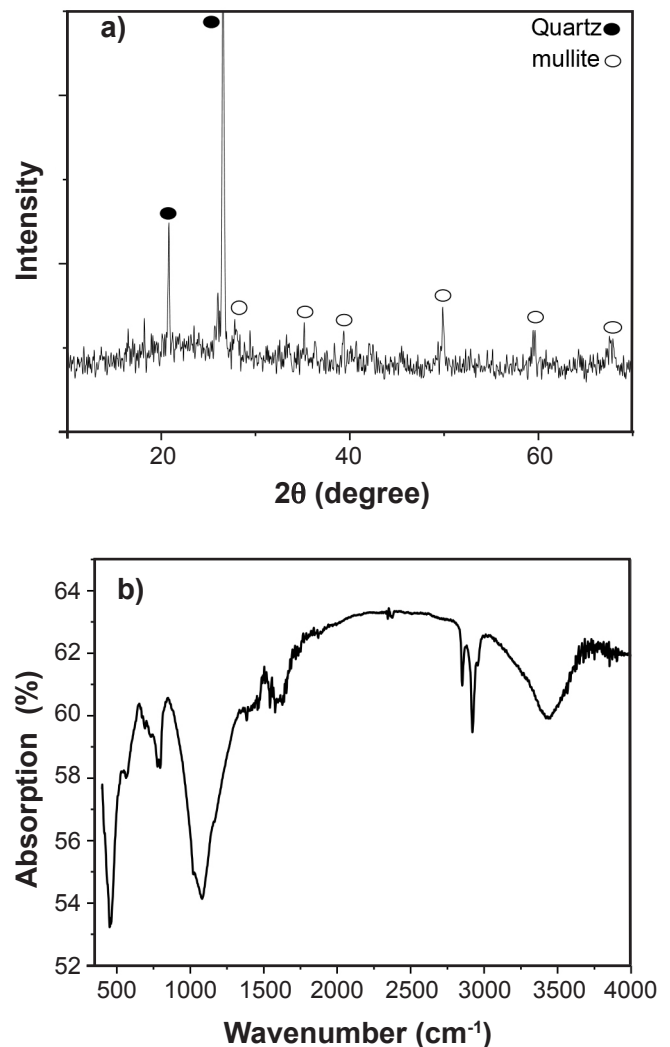 a)
Quartz
mullite
Intensity
20
40
60
2θ (degree)
b)
64
62
60
58
56
54
52
Absorption (%)
500
1000
1500
2000
2500
3000
3500
4000
Wavenumber (cm⁻¹)